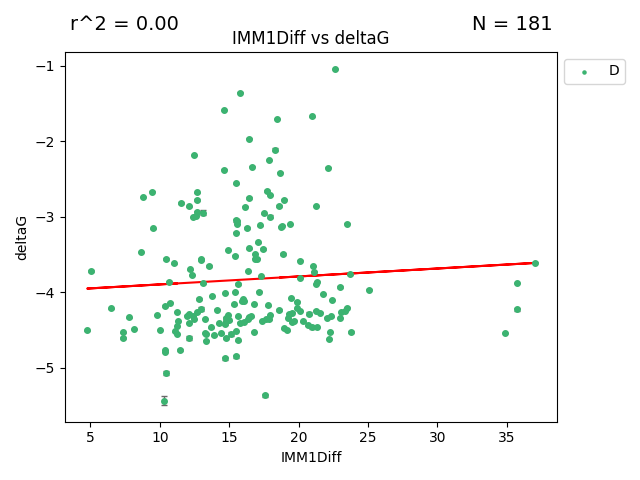 r^2 = 0.00
N = 181
IMM1Diff vs deltaG
D
−1
−2
−3
−4
−5
deltaG
5 10 15 20 25 30 35
IMM1Diff